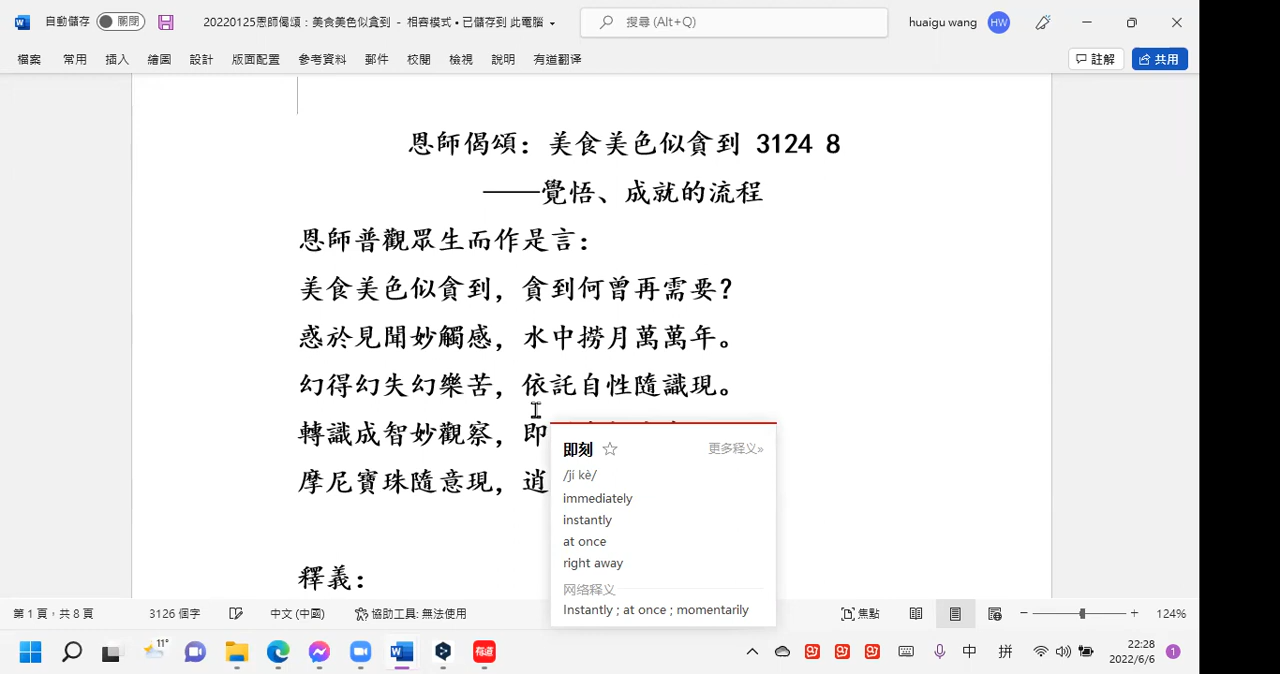 自動儲存 關閉 20220125恩師偈頌：美食美色似貪到 - 相容模式 • 已儲存到 此電腦 搜尋 (Alt+Q) huaigu wang HW
檔案 常用 插入 繪圖 設計 版面配置 參考資料 郵件 校閱 檢視 說明 有道翻译 註解 共用
恩師偈頌：美食美色似貪到 3124 8
——覺悟、成就的流程
恩師普觀眾生而作是言：
美食美色似貪到，貪到何曾再需要？
惑於見聞妙觸感，水中撈月萬萬年。
幻得幻失幻樂苦，依託自性隨識現。
轉識成智妙觀察，即
摩尼寶珠隨意現，逍
釋義：
即刻 更多释义»
/jí kè/
immediately
instantly
at once
right away
网络释义
Instantly ; at once ; momentarily
第 1 頁，共 8 頁 3126 個字 中文 (中國) 協助工具: 無法使用 焦點 124%
11° 有道 中 拼 22:28
2022/6/6 1